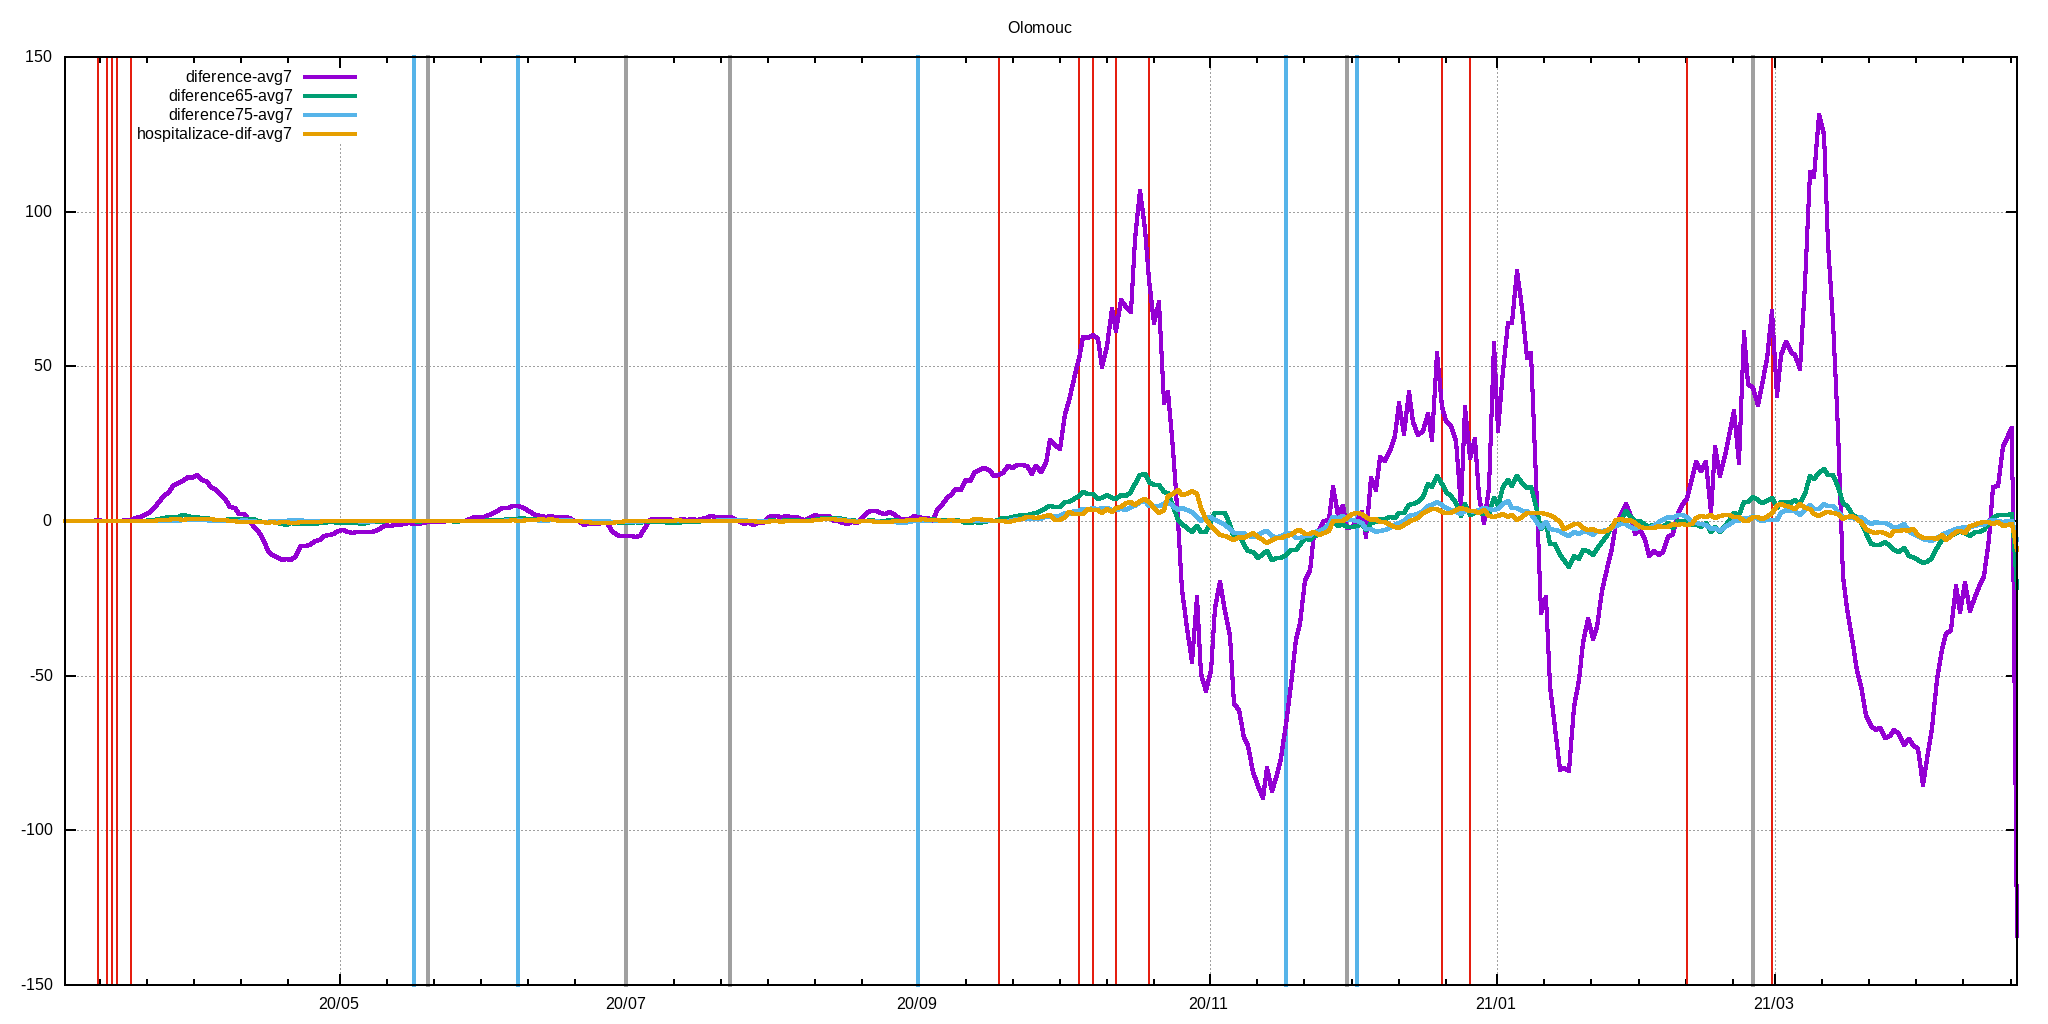 Olomouc
150
diference-avg7
diference65-avg7
diference75-avg7
hospitalizace-dif-avg7
100
50
0
-50
-100
-150
20/05 20/07 20/09 20/11 21/01 21/03